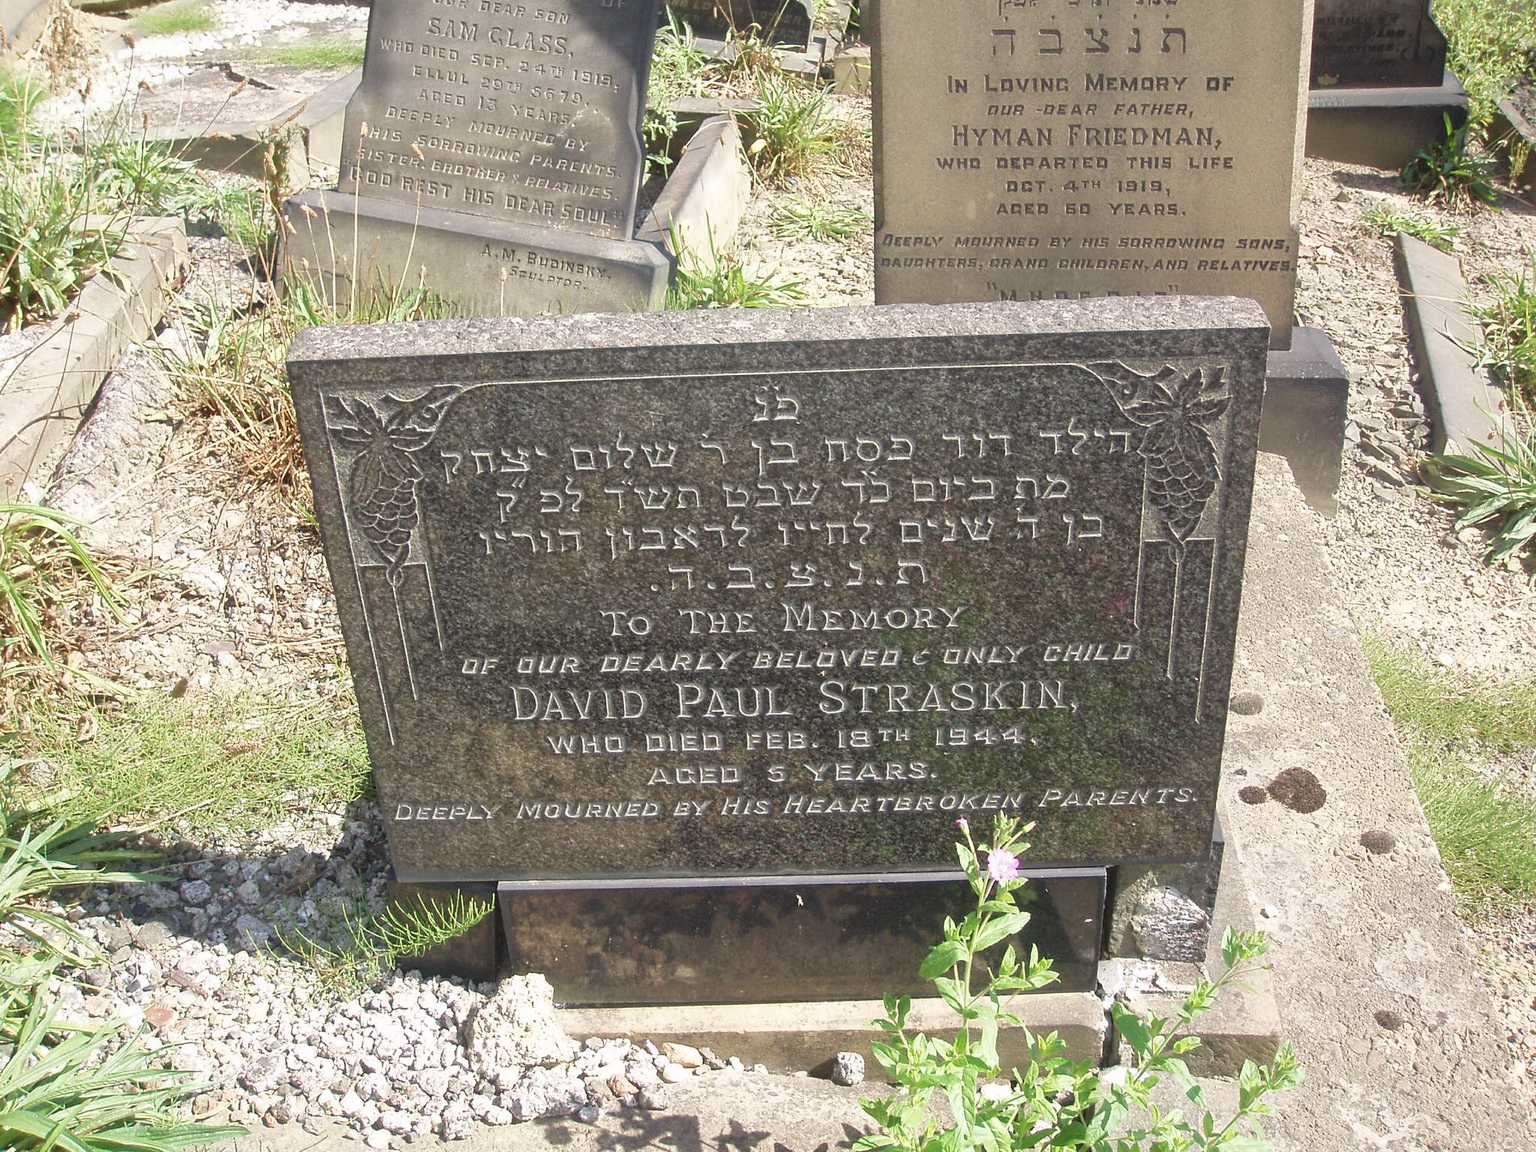 OUR DEAR SON
SAM GLASS,
WHO DIED SEP. 24TH 1919,
ELLUL 29TH 5679.
AGED 13 YEARS.
DEEPLY MOURNED BY
HIS SORROWING PARENTS.
SISTER, BROTHER & RELATIVES.
"GOD REST HIS DEAR SOUL"
A.M. BUDINSKY.
SCULPTOR.
תנצבה
IN LOVING MEMORY OF
OUR DEAR FATHER,
HYMAN FRIEDMAN,
WHO DEPARTED THIS LIFE
OCT. 4TH 1919,
AGED 60 YEARS.
DEEPLY MOURNED BY HIS SORROWING SONS,
DAUGHTERS, GRAND CHILDREN, AND RELATIVES.
"M.H.D.S.R.I.P."
פ״נ
הילד דוד פסח בן ר׳ שלום יצחק
מת ביום כ״ד שבט תש״ד לפ״ק
בן ה׳ שנים לחייו לדאבון הוריו
ת.נ.צ.ב.ה.
TO THE MEMORY
OF OUR DEARLY BELOVED & ONLY CHILD
DAVID PAUL STRASKIN,
WHO DIED FEB. 18TH 1944.
AGED 5 YEARS.
DEEPLY MOURNED BY HIS HEARTBROKEN PARENTS.